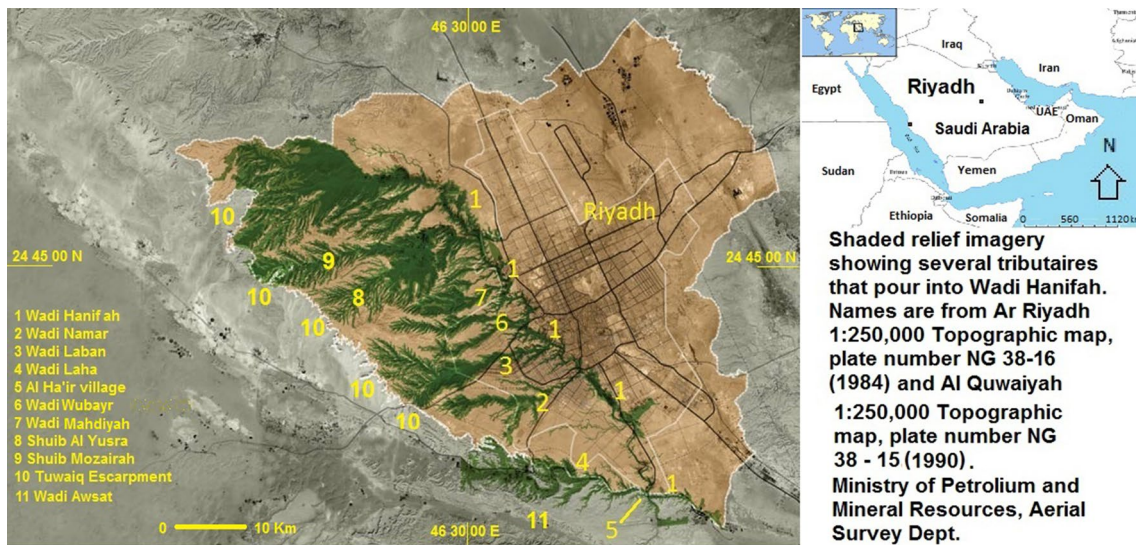 46 30 00 E
1
Riyadh
10
24 45 00 N
24 45 00 N
9
1
10
8
7
10
6
1
3
10
1
2
10
4
1
11
5
46 30 00 E
1 Wadi Hanifah
2 Wadi Namar
3 Wadi Laban
4 Wadi Laha
5 Al Ha'ir village
6 Wadi Wubayr
7 Wadi Mahdiyah
8 Shuib Al Yusra
9 Shuib Mozairah
10 Tuwaiq Escarpment
11 Wadi Awsat
0 10 Km
Iraq
Iran
Egypt
Riyadh
UAE
Oman
Saudi Arabia
N
Sudan
Yemen
Ethiopia
Somalia
0 560 1120km
Shaded relief imagery
showing several tributaires
that pour into Wadi Hanifah.
Names are from Ar Riyadh
1:250,000 Topographic map,
plate number NG 38-16
(1984) and Al Quwaiyah
1:250,000 Topographic
map, plate number NG
38 - 15 (1990).
Ministry of Petrolium and
Mineral Resources, Aerial
Survey Dept.